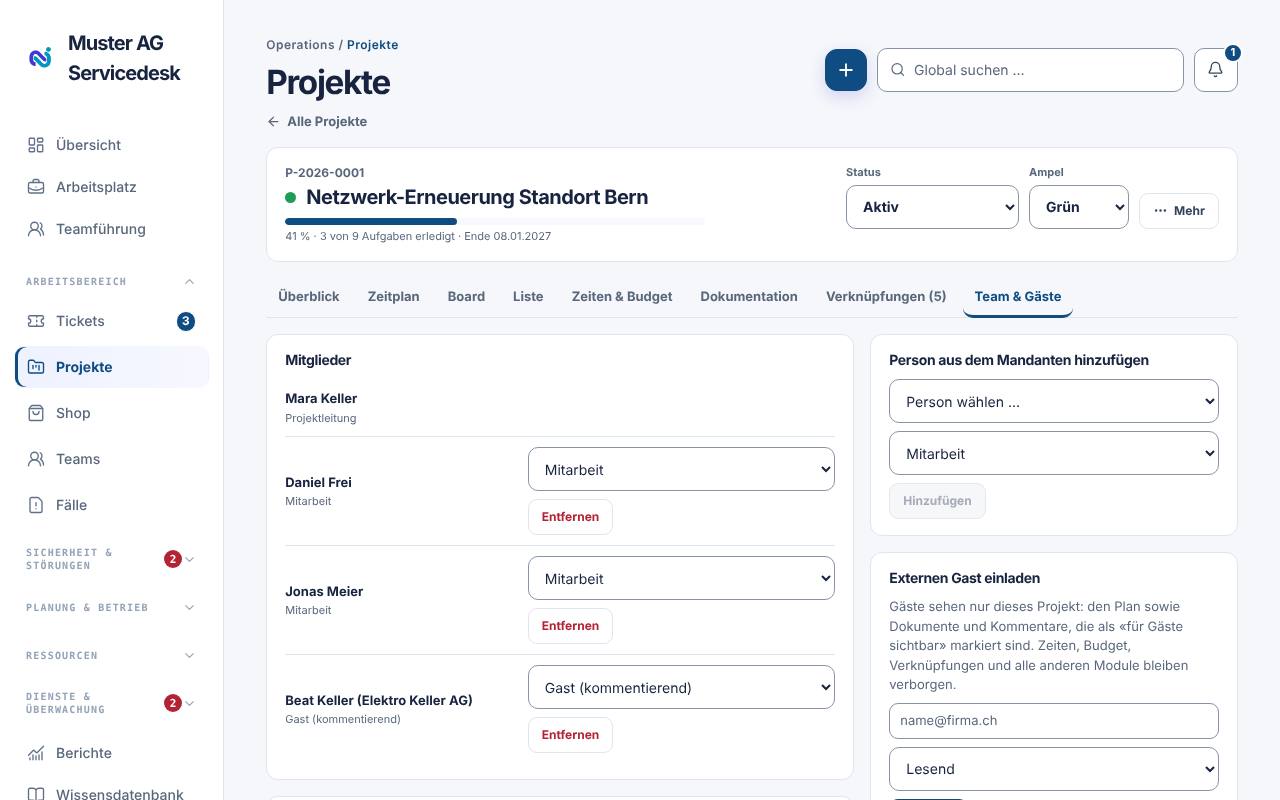 Muster AG
Servicedesk
Übersicht
Arbeitsplatz
Teamführung
ARBEITSBEREICH
Tickets 3
Projekte
Shop
Teams
Fälle
SICHERHEIT &
STÖRUNGEN 2
PLANUNG & BETRIEB
RESSOURCEN
DIENSTE &
ÜBERWACHUNG 2
Berichte
Wissensdatenbank
Operations / Projekte
Projekte
+ Global suchen ... 1
← Alle Projekte
P-2026-0001
Netzwerk-Erneuerung Standort Bern
41 % · 3 von 9 Aufgaben erledigt · Ende 08.01.2027
Status Ampel
Aktiv Grün ··· Mehr
Überblick Zeitplan Board Liste Zeiten & Budget Dokumentation Verknüpfungen (5) Team & Gäste
Mitglieder
Mara Keller
Projektleitung
Daniel Frei
Mitarbeit
Mitarbeit
Entfernen
Jonas Meier
Mitarbeit
Mitarbeit
Entfernen
Beat Keller (Elektro Keller AG)
Gast (kommentierend)
Gast (kommentierend)
Entfernen
Person aus dem Mandanten hinzufügen
Person wählen ...
Mitarbeit
Hinzufügen
Externen Gast einladen
Gäste sehen nur dieses Projekt: den Plan sowie
Dokumente und Kommentare, die als «für Gäste
sichtbar» markiert sind. Zeiten, Budget,
Verknüpfungen und alle anderen Module bleiben
verborgen.
name@firma.ch
Lesend